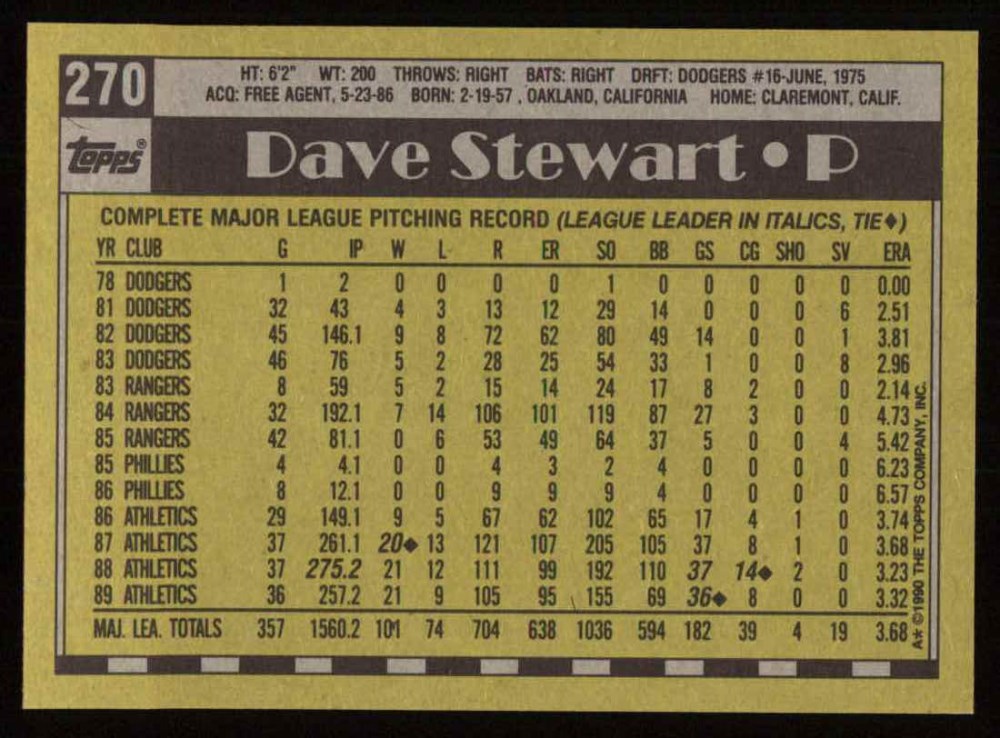 270
HT: 6'2" WT: 200 THROWS: RIGHT BATS: RIGHT DRFT: DODGERS #16-JUNE, 1975
ACQ: FREE AGENT, 5-23-86 BORN: 2-19-57 , OAKLAND, CALIFORNIA HOME: CLAREMONT, CALIF.
topps®
Dave Stewart • P
COMPLETE MAJOR LEAGUE PITCHING RECORD (LEAGUE LEADER IN ITALICS, TIE♦)
YR CLUB G IP W L R ER SO BB GS CG SHO SV ERA
78 DODGERS 1 2 0 0 0 0 1 0 0 0 0 0 0.00
81 DODGERS 32 43 4 3 13 12 29 14 0 0 0 6 2.51
82 DODGERS 45 146.1 9 8 72 62 80 49 14 0 0 1 3.81
83 DODGERS 46 76 5 2 28 25 54 33 1 0 0 8 2.96
83 RANGERS 8 59 5 2 15 14 24 17 8 2 0 0 2.14
84 RANGERS 32 192.1 7 14 106 101 119 87 27 3 0 0 4.73
85 RANGERS 42 81.1 0 6 53 49 64 37 5 0 0 4 5.42
85 PHILLIES 4 4.1 0 0 4 3 2 4 0 0 0 0 6.23
86 PHILLIES 8 12.1 0 0 9 9 9 4 0 0 0 0 6.57
86 ATHLETICS 29 149.1 9 5 67 62 102 65 17 4 1 0 3.74
87 ATHLETICS 37 261.1 20♦ 13 121 107 205 105 37 8 1 0 3.68
88 ATHLETICS 37 275.2 21 12 111 99 192 110 37 14♦ 2 0 3.23
89 ATHLETICS 36 257.2 21 9 105 95 155 69 36♦ 8 0 0 3.32
MAJ. LEA. TOTALS 357 1560.2 101 74 704 638 1036 594 182 39 4 19 3.68
A* ©1990 THE TOPPS COMPANY, INC.